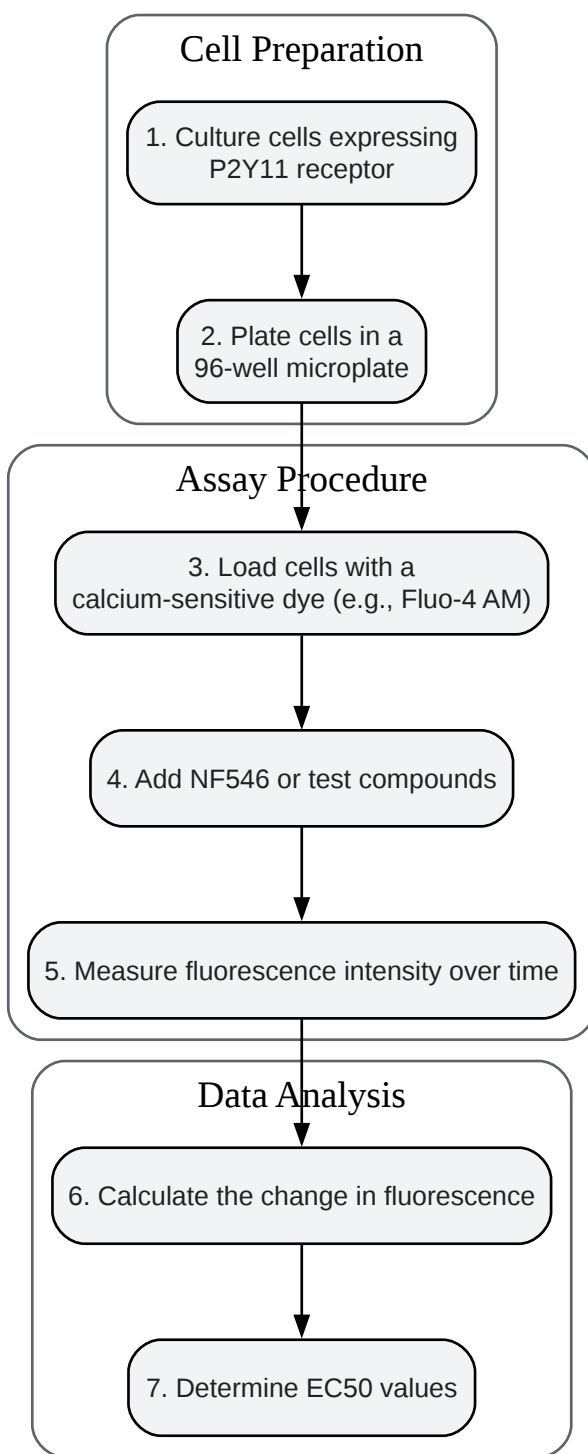 Cell Preparation
1. Culture cells expressing
P2Y11 receptor
2. Plate cells in a
96-well microplate
Assay Procedure
3. Load cells with a
calcium-sensitive dye (e.g., Fluo-4 AM)
4. Add NF546 or test compounds
5. Measure fluorescence intensity over time
Data Analysis
6. Calculate the change in fluorescence
7. Determine EC50 values